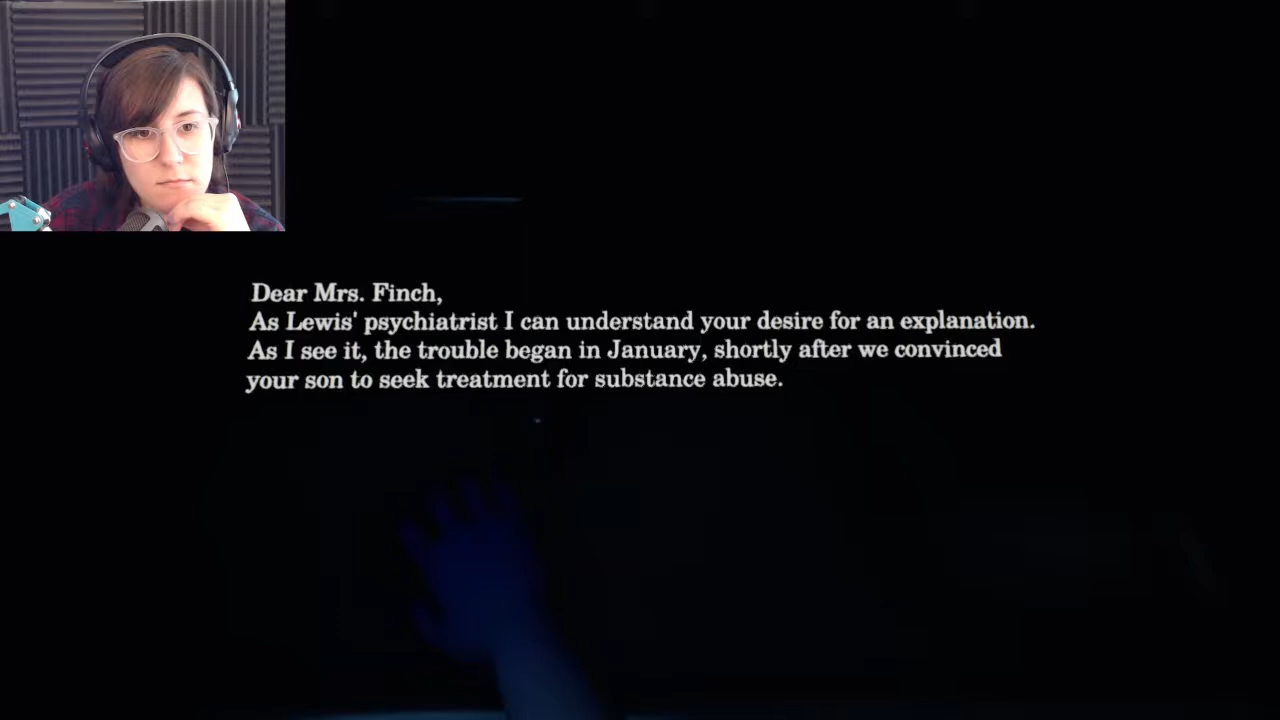 Dear Mrs. Finch,
As Lewis' psychiatrist I can understand your desire for an explanation.
As I see it, the trouble began in January, shortly after we convinced
your son to seek treatment for substance abuse.